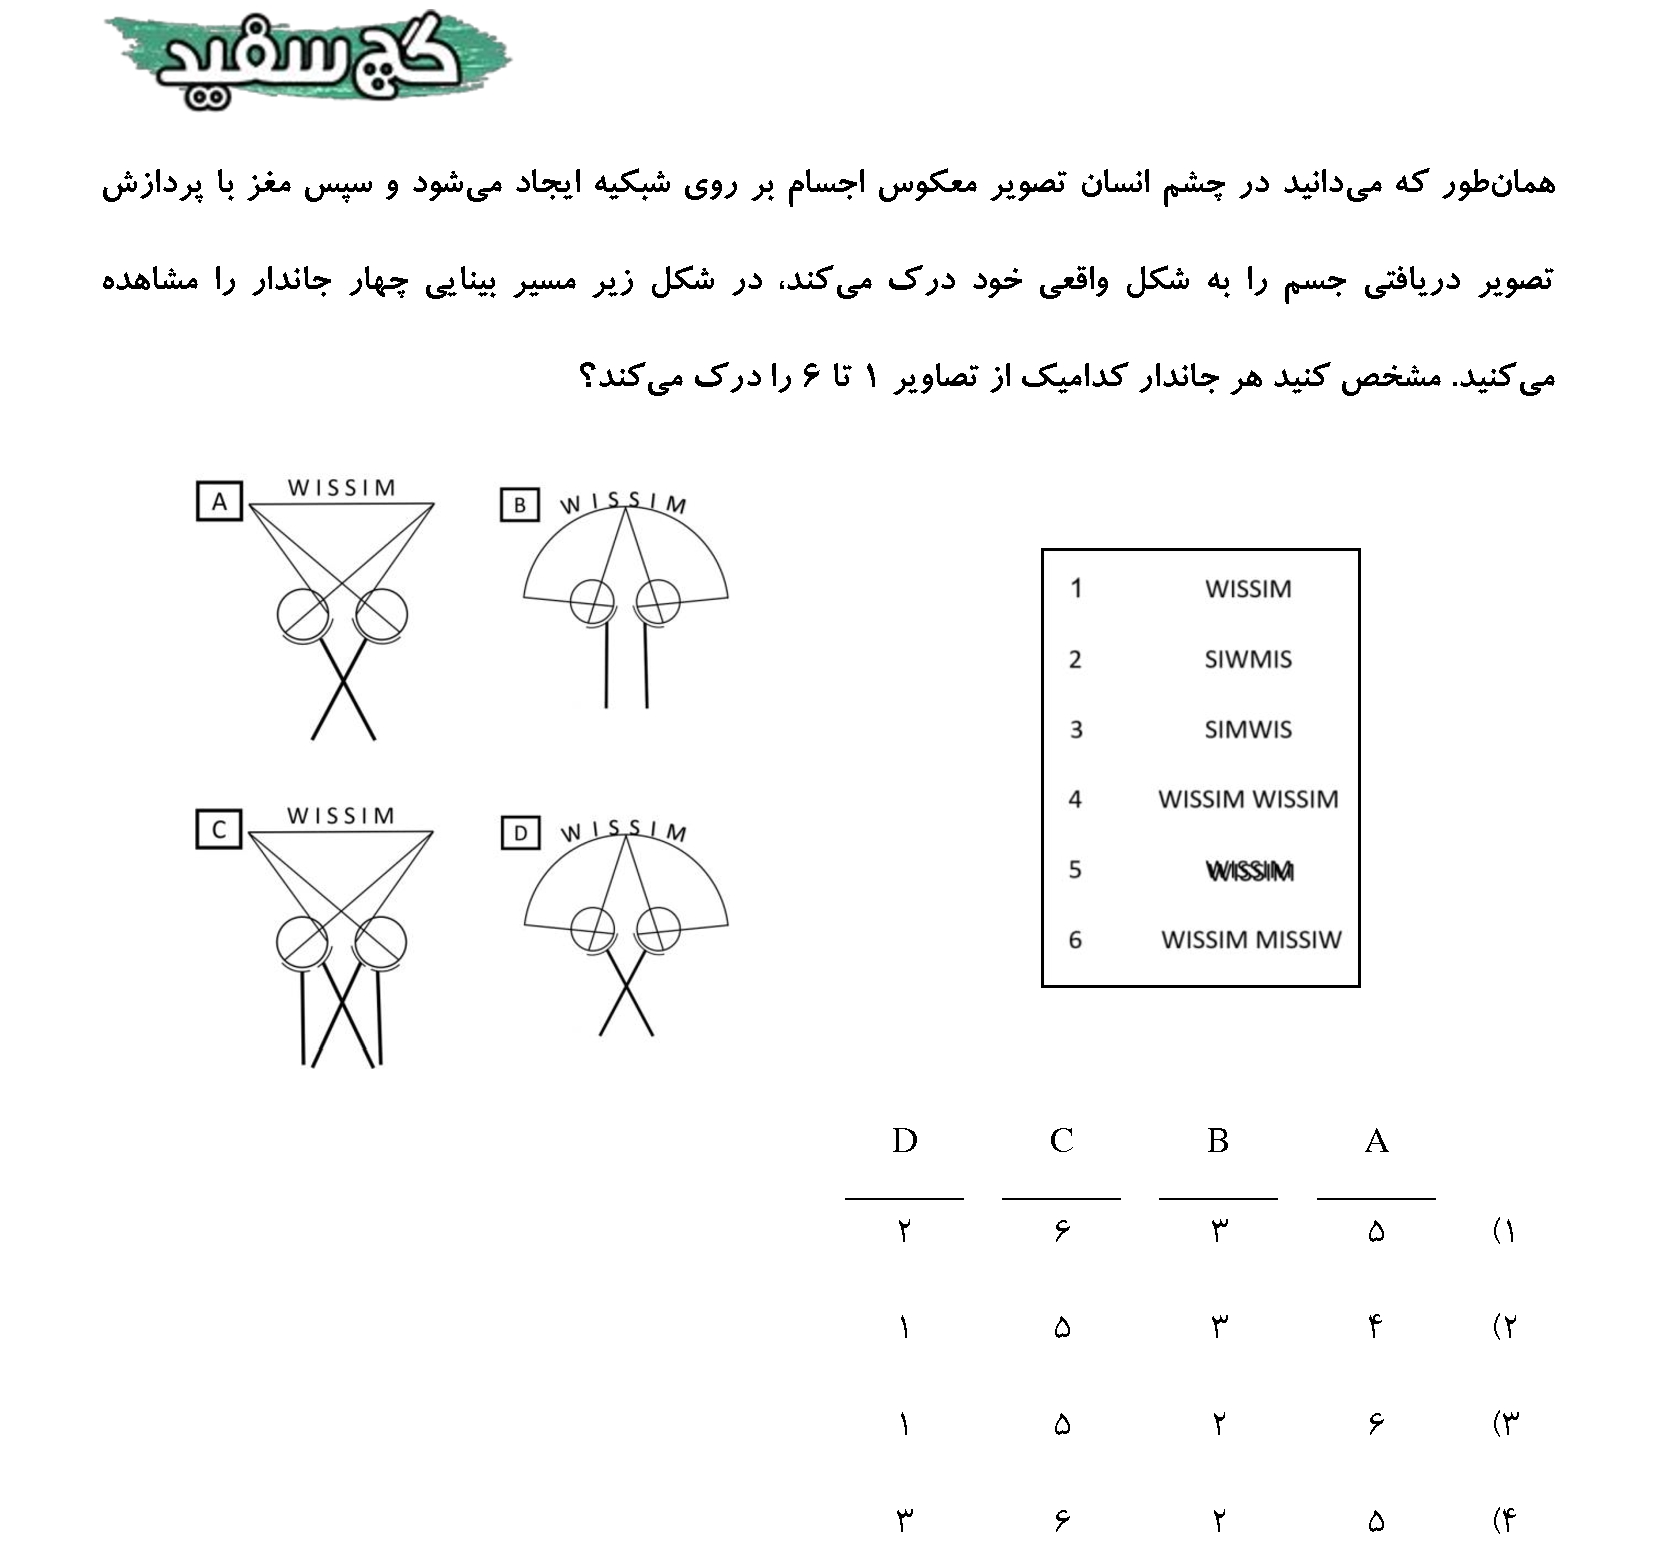 گچ سفید
همان‌طور که می‌دانید در چشم انسان تصویر معکوس اجسام بر روی شبکیه ایجاد می‌شود و سپس مغز با پردازش
تصویر دریافتی جسم را به شکل واقعی خود درک می‌کند، در شکل زیر مسیر بینایی چهار جاندار را مشاهده
می‌کنید. مشخص کنید هر جاندار کدامیک از تصاویر ۱ تا ۶ را درک می‌کند؟
A WISSIM
B WISSIM
C WISSIM
D WISSIM
1 WISSIM
2 SIWMIS
3 SIMWIS
4 WISSIM WISSIM
5 WISSIM
6 WISSIM MISSIW
D C B A
۱) ۵ ۳ ۶ ۲
۲) ۴ ۳ ۵ ۱
۳) ۶ ۲ ۵ ۱
۴) ۵ ۲ ۶ ۳